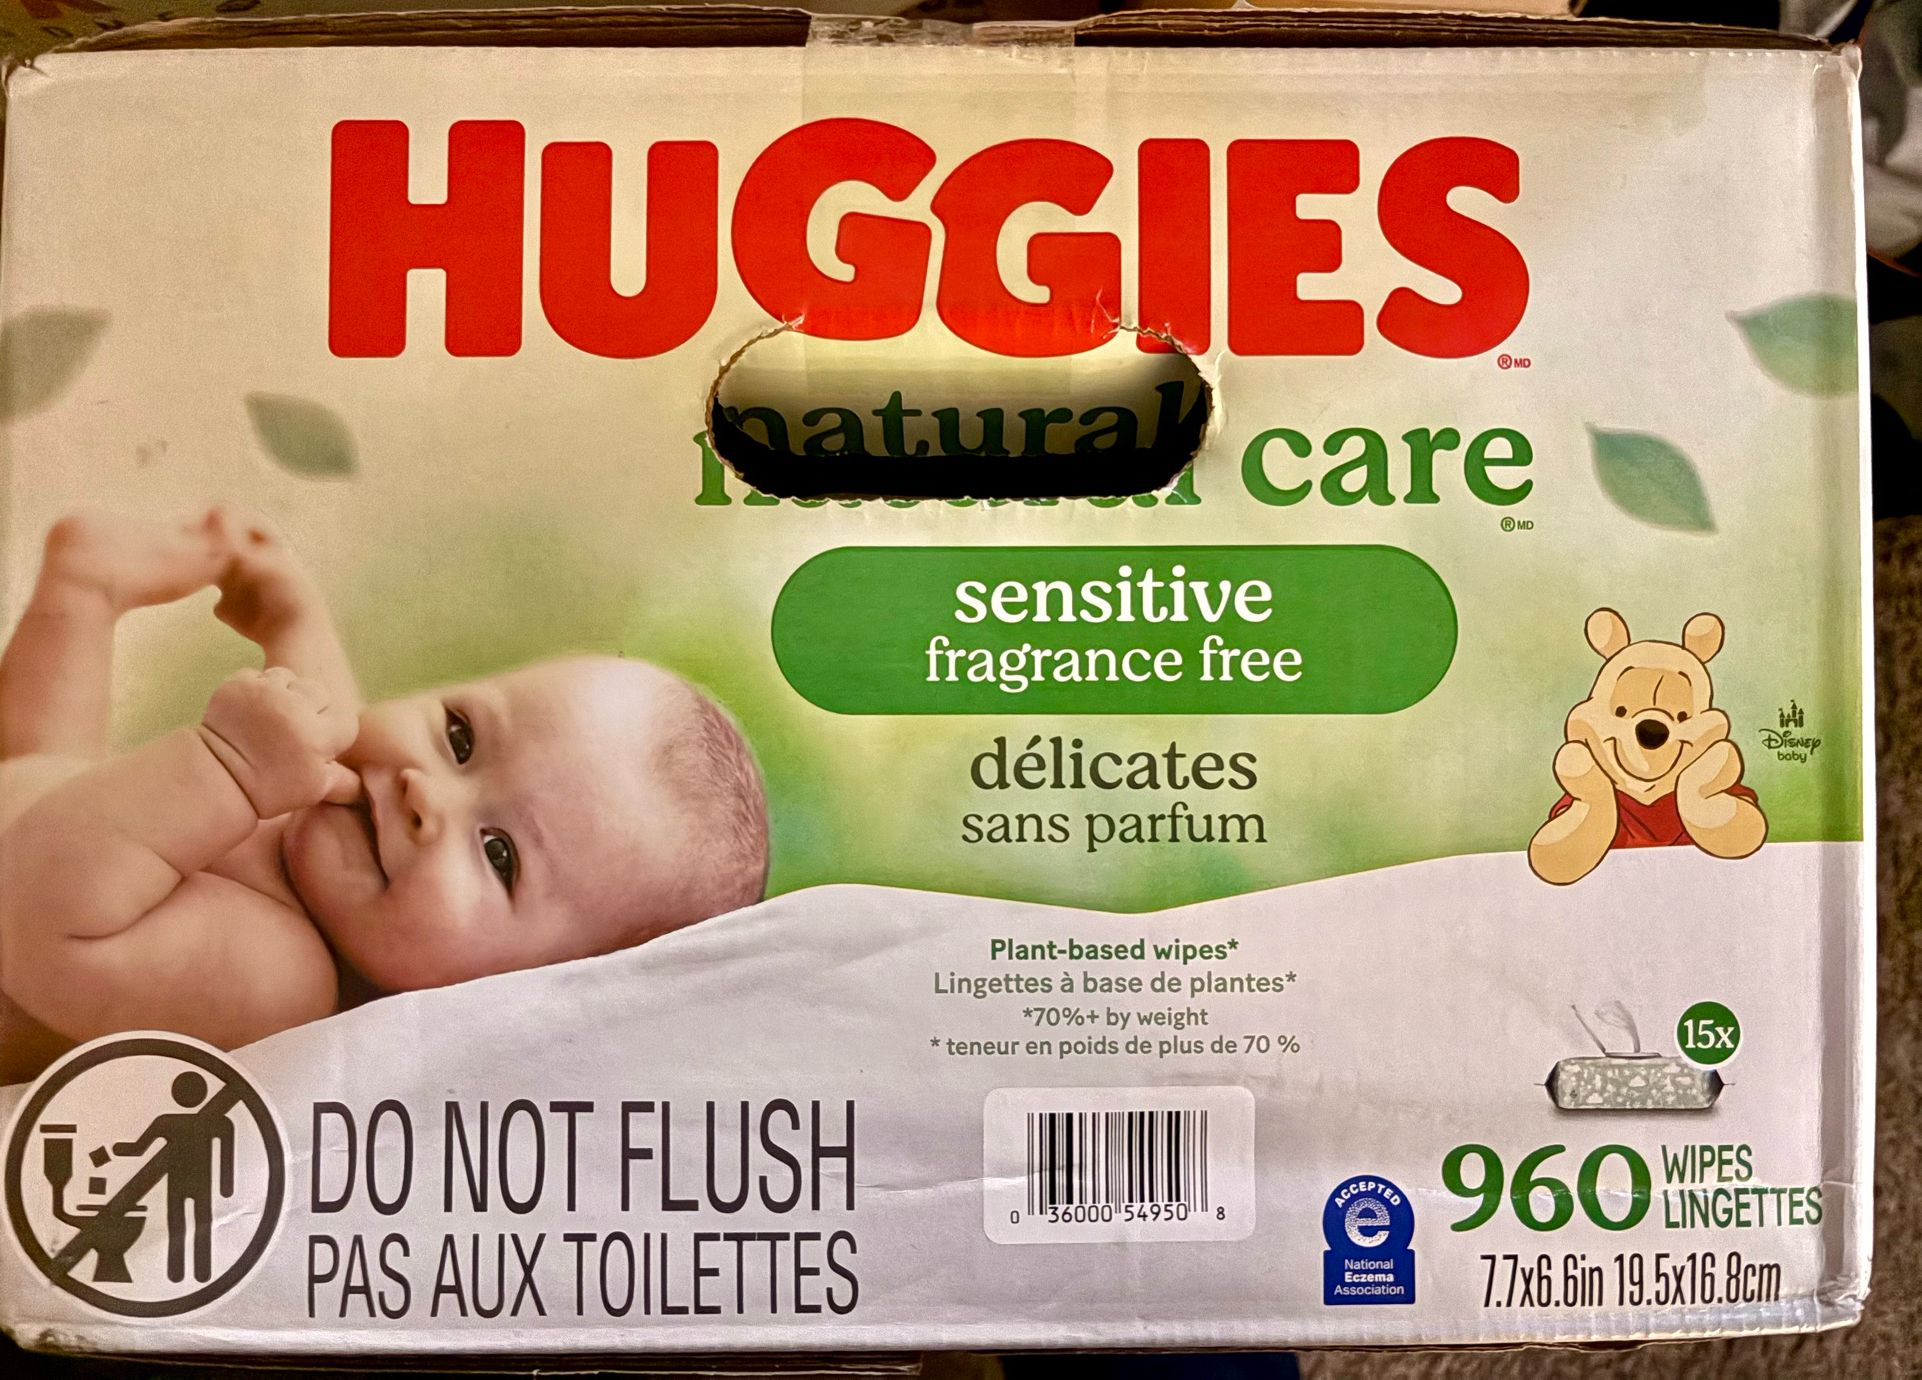 HUGGIES
® MD
natural care
® MD
sensitive
fragrance free
délicates
sans parfum
Disney
baby
Plant-based wipes*
Lingettes à base de plantes*
*70%+ by weight
* teneur en poids de plus de 70 %
15x
DO NOT FLUSH
PAS AUX TOILETTES
0 36000 54950 8
ACCEPTED
e
National
Eczema
Association
960 WIPES
LINGETTES
7.7x6.6in 19.5x16.8cm